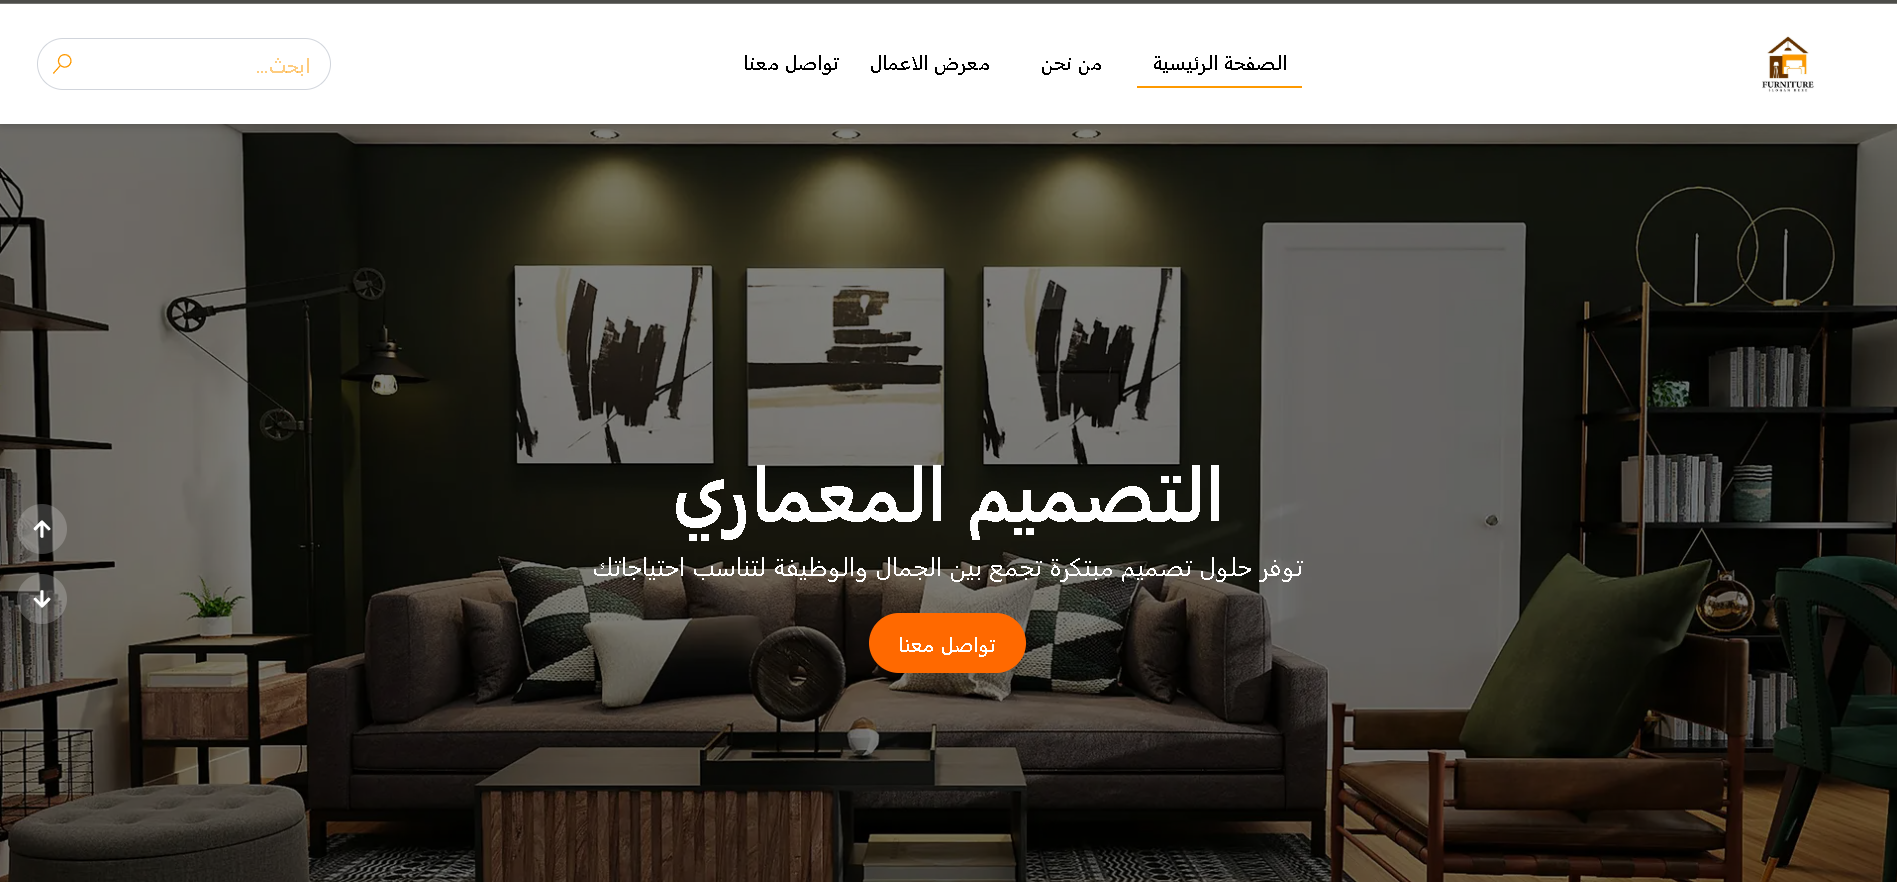 FURNITURE
الصفحة الرئيسية
من نحن
معرض الاعمال
تواصل معنا
ابحث...
التصميم المعماري
توفر حلول تصميم مبتكرة تجمع بين الجمال والوظيفة لتناسب احتياجاتك
تواصل معنا